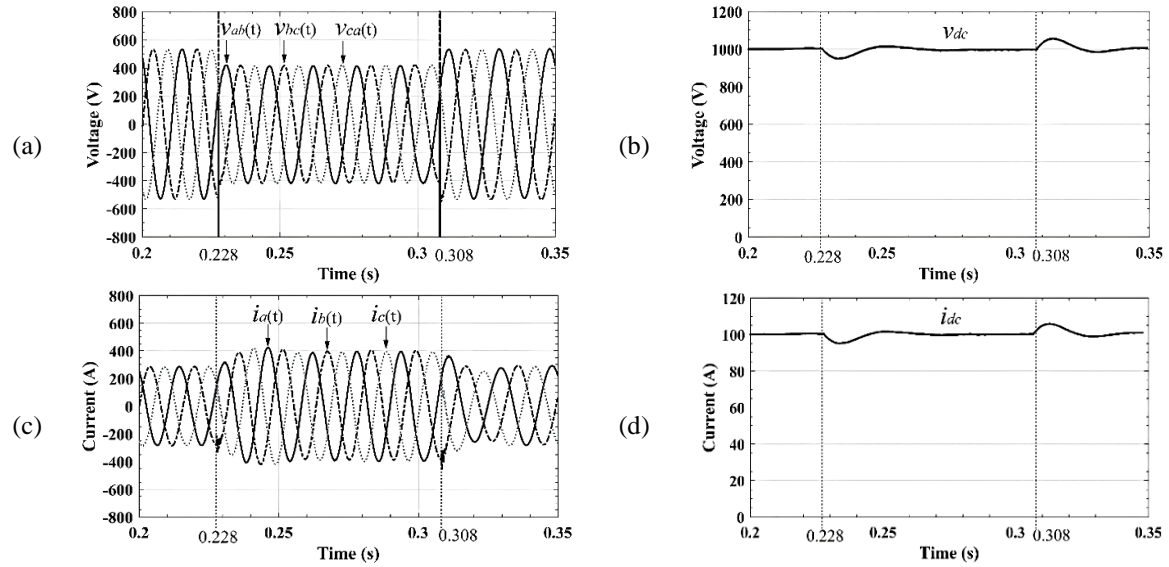 (a)
Voltage (V)
800
600
400
200
0
-200
-400
-600
-800
vab(t) vbc(t) vca(t)
0.2 0.228 0.25 0.3 0.308 0.35
Time (s)
(b)
Voltage (V)
1200
1000
800
600
400
200
0
vdc
0.2 0.228 0.25 0.3 0.308 0.35
Time (s)
(c)
Current (A)
800
600
400
200
0
-200
-400
-600
-800
ia(t) ib(t) ic(t)
0.2 0.228 0.25 0.3 0.308 0.35
Time (s)
(d)
Current (A)
120
100
80
60
40
20
0
idc
0.2 0.228 0.25 0.3 0.308 0.35
Time (s)